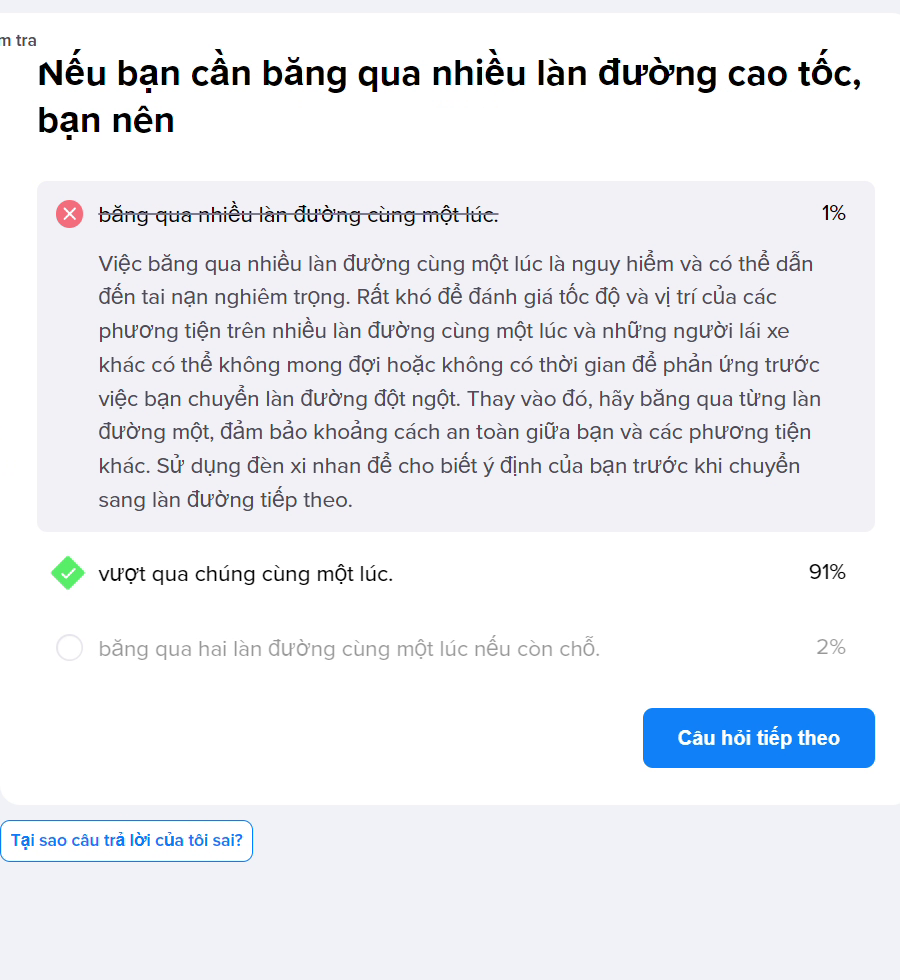 m tra
Nếu bạn cần băng qua nhiều làn đường cao tốc,
bạn nên
băng qua nhiều làn đường cùng một lúc. 1%
Việc băng qua nhiều làn đường cùng một lúc là nguy hiểm và có thể dẫn
đến tai nạn nghiêm trọng. Rất khó để đánh giá tốc độ và vị trí của các
phương tiện trên nhiều làn đường cùng một lúc và những người lái xe
khác có thể không mong đợi hoặc không có thời gian để phản ứng trước
việc bạn chuyển làn đường đột ngột. Thay vào đó, hãy băng qua từng làn
đường một, đảm bảo khoảng cách an toàn giữa bạn và các phương tiện
khác. Sử dụng đèn xi nhan để cho biết ý định của bạn trước khi chuyển
sang làn đường tiếp theo.
vượt qua chúng cùng một lúc. 91%
băng qua hai làn đường cùng một lúc nếu còn chỗ. 2%
Câu hỏi tiếp theo
Tại sao câu trả lời của tôi sai?